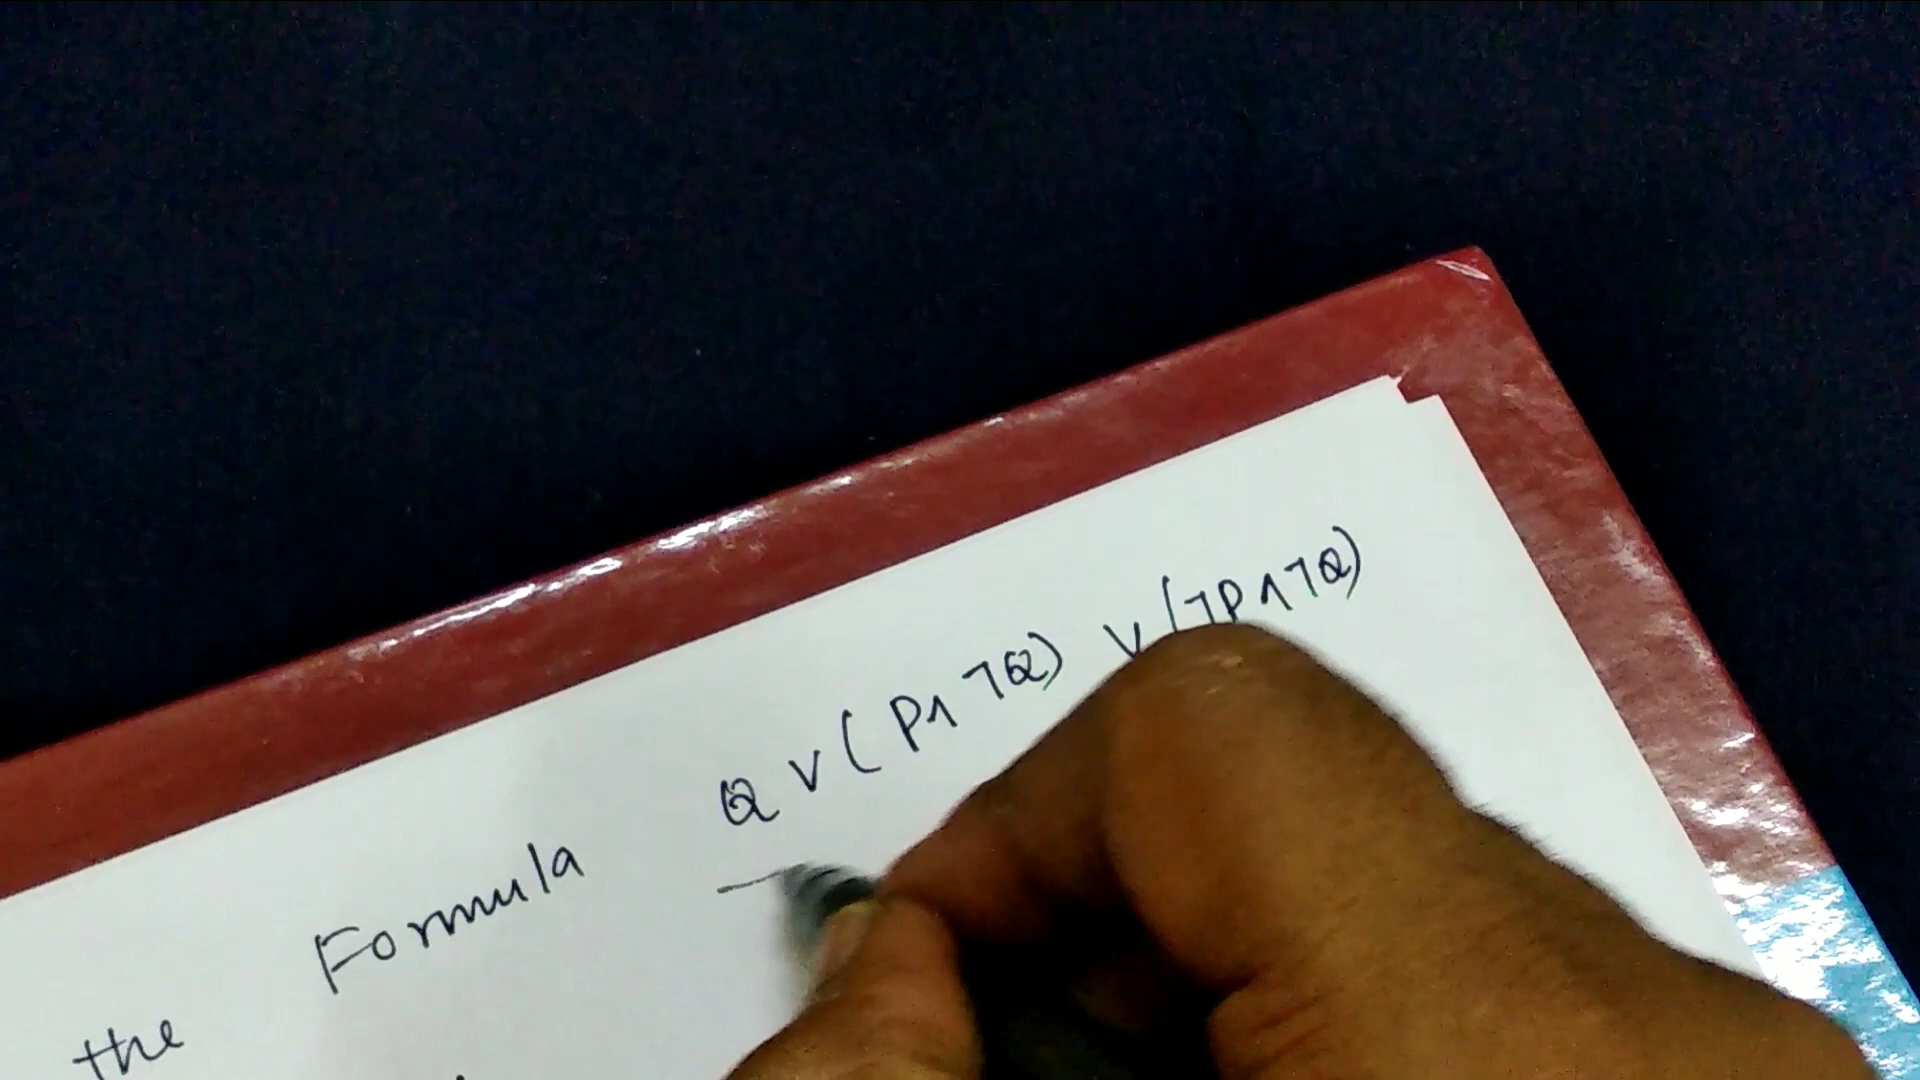 the Formula Q ∨ (P ∧ ¬Q) ∨ (¬P ∧ ¬Q)